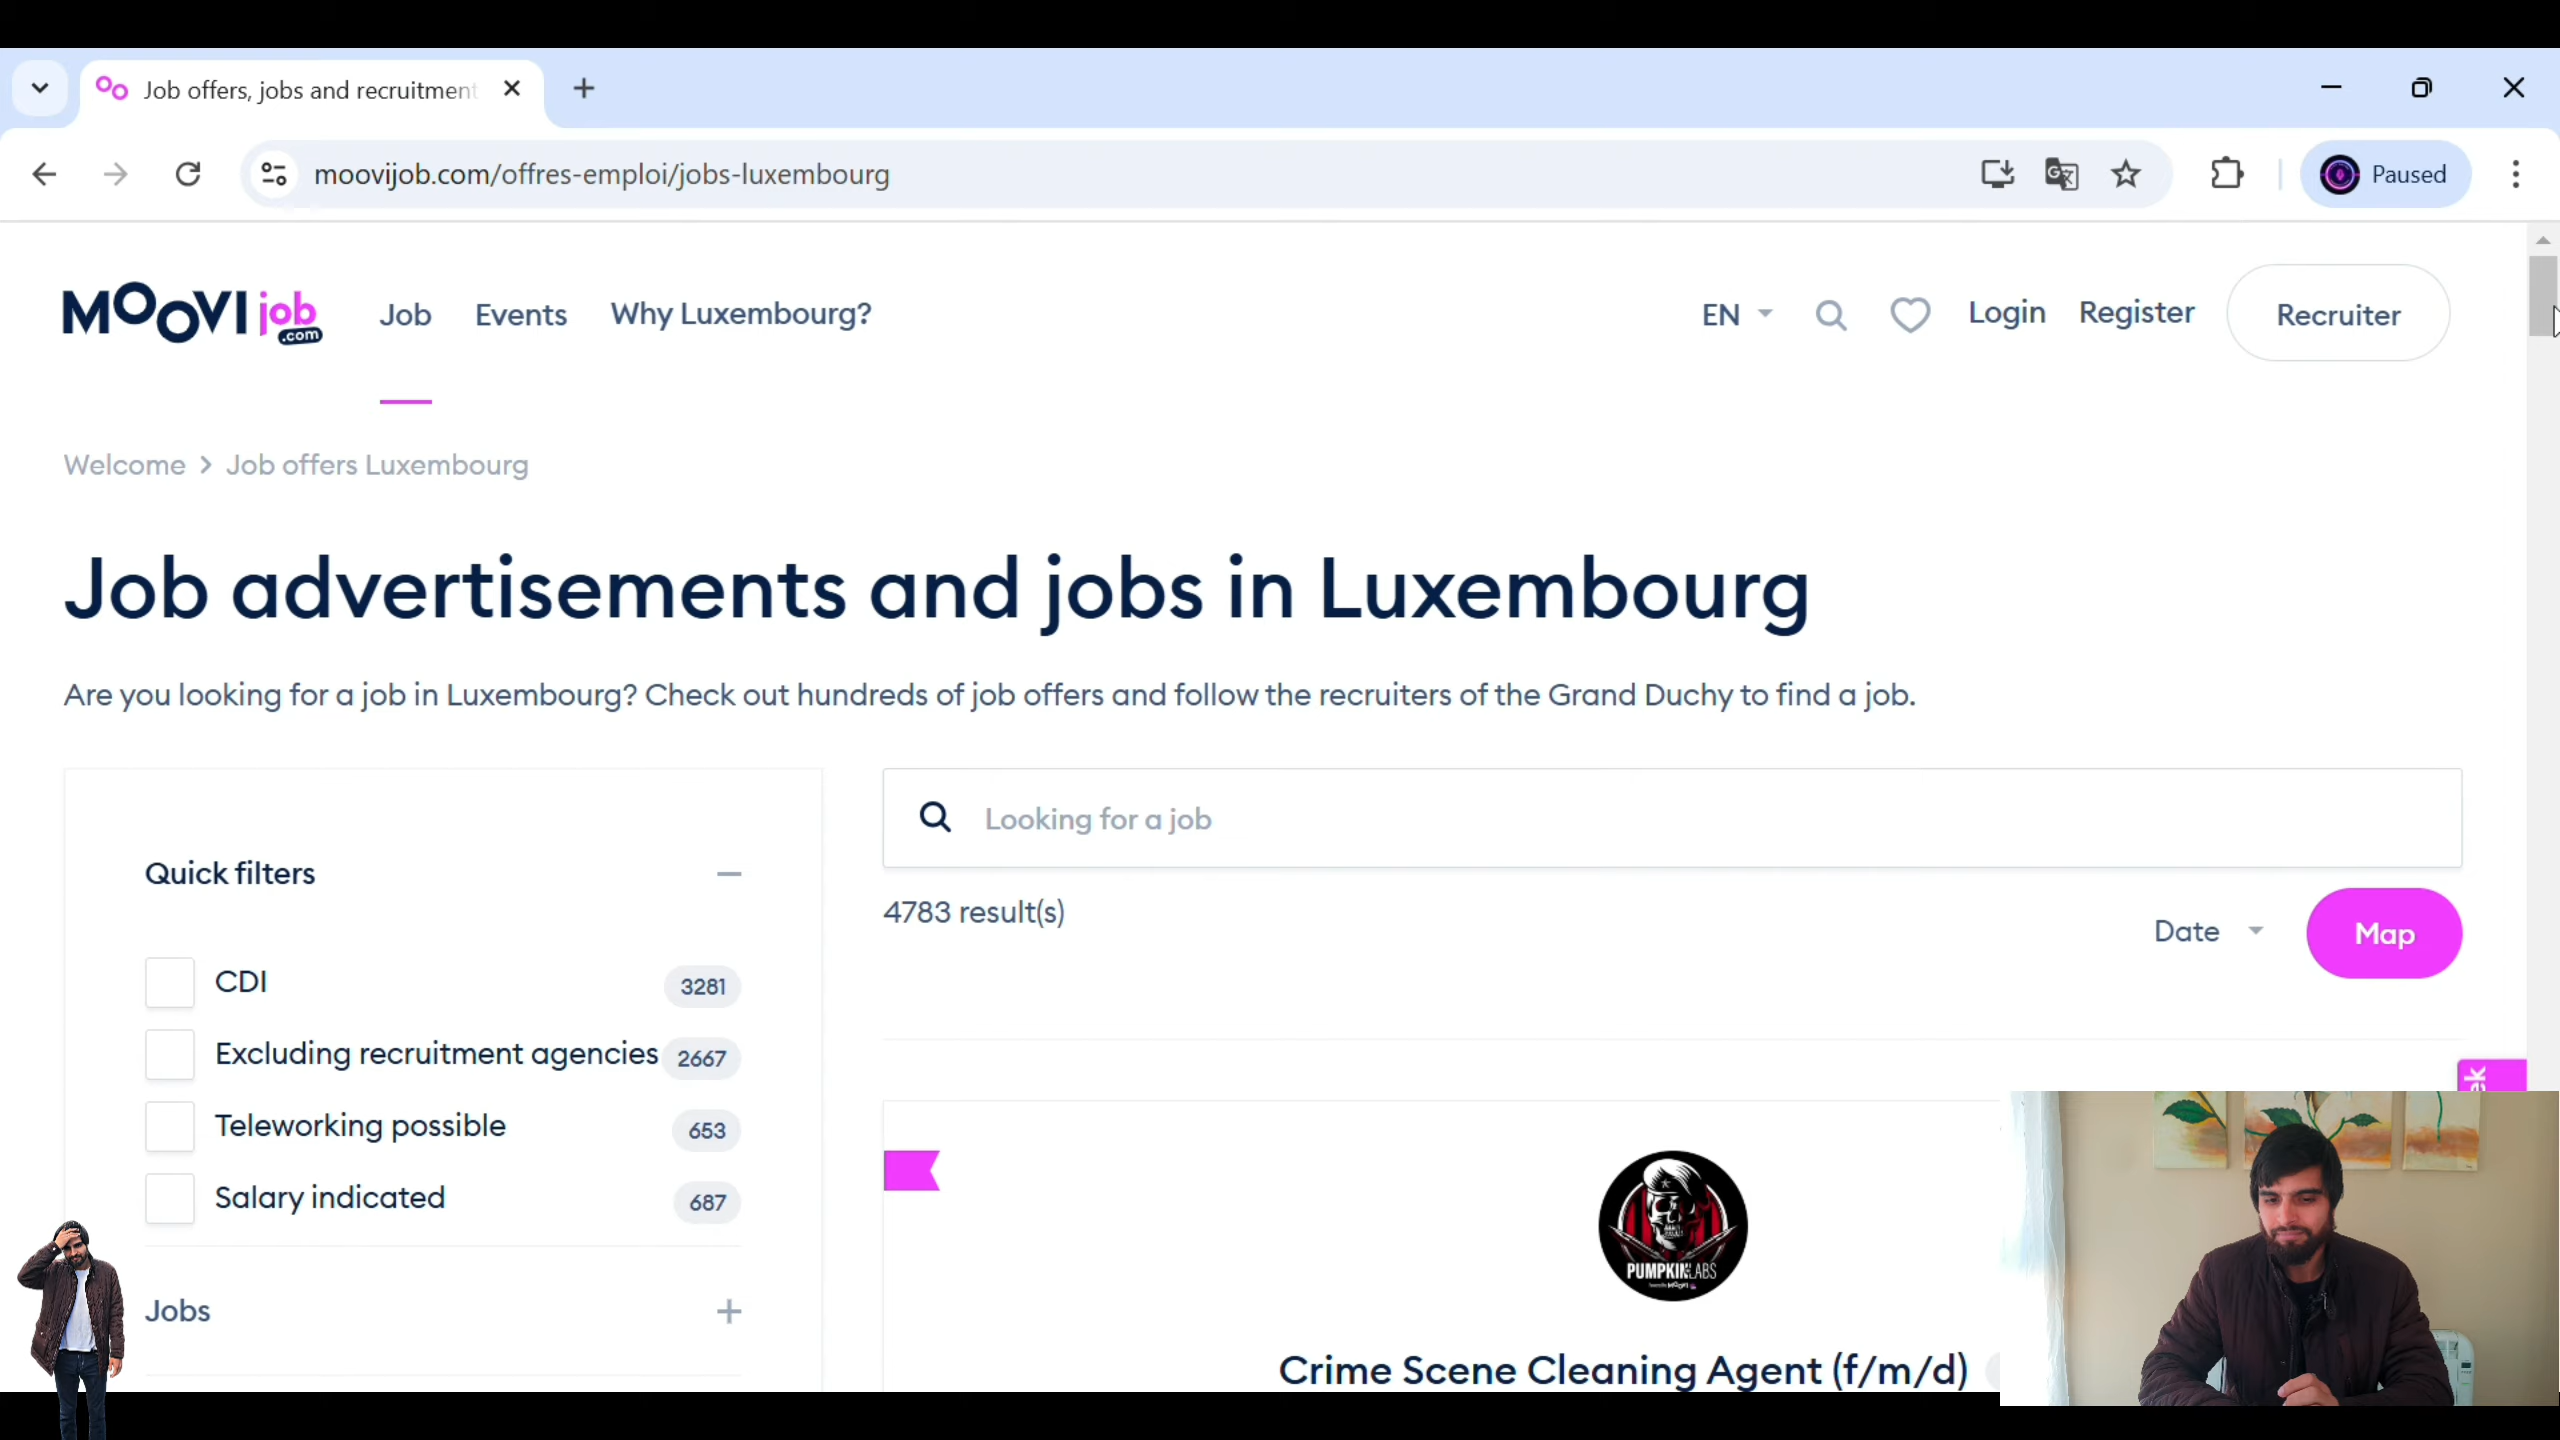 Job offers, jobs and recruitment
moovijob.com/offres-emploi/jobs-luxembourg
Paused
MOOVI job .com
Job
Events
Why Luxembourg?
EN
Login
Register
Recruiter
Welcome > Job offers Luxembourg
Job advertisements and jobs in Luxembourg
Are you looking for a job in Luxembourg? Check out hundreds of job offers and follow the recruiters of the Grand Duchy to find a job.
Looking for a job
Quick filters
4783 result(s)
Date
Map
CDI 3281
Excluding recruitment agencies 2667
Teleworking possible 653
Salary indicated 687
Jobs
ek
PUMPKINLABS
Crime Scene Cleaning Agent (f/m/d)